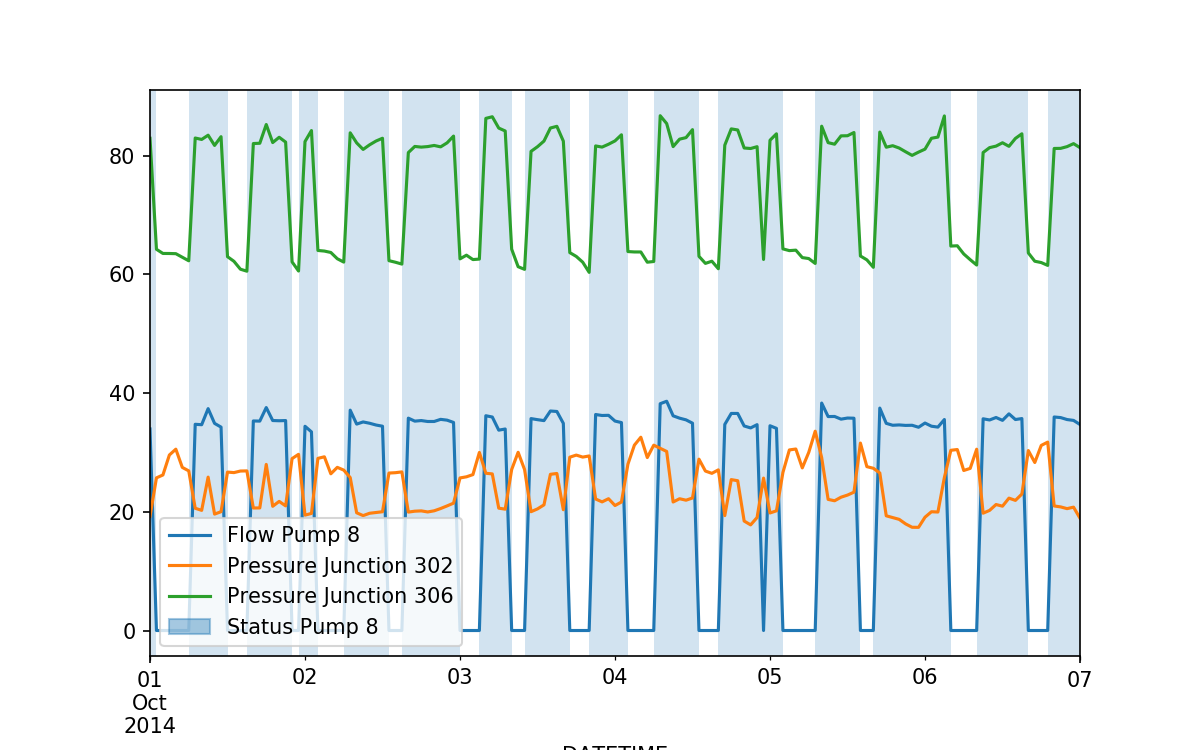 80
60
40
20
0
Flow Pump 8
Pressure Junction 302
Pressure Junction 306
Status Pump 8
01 02 03 04 05 06 07
Oct
2014
DATETIME